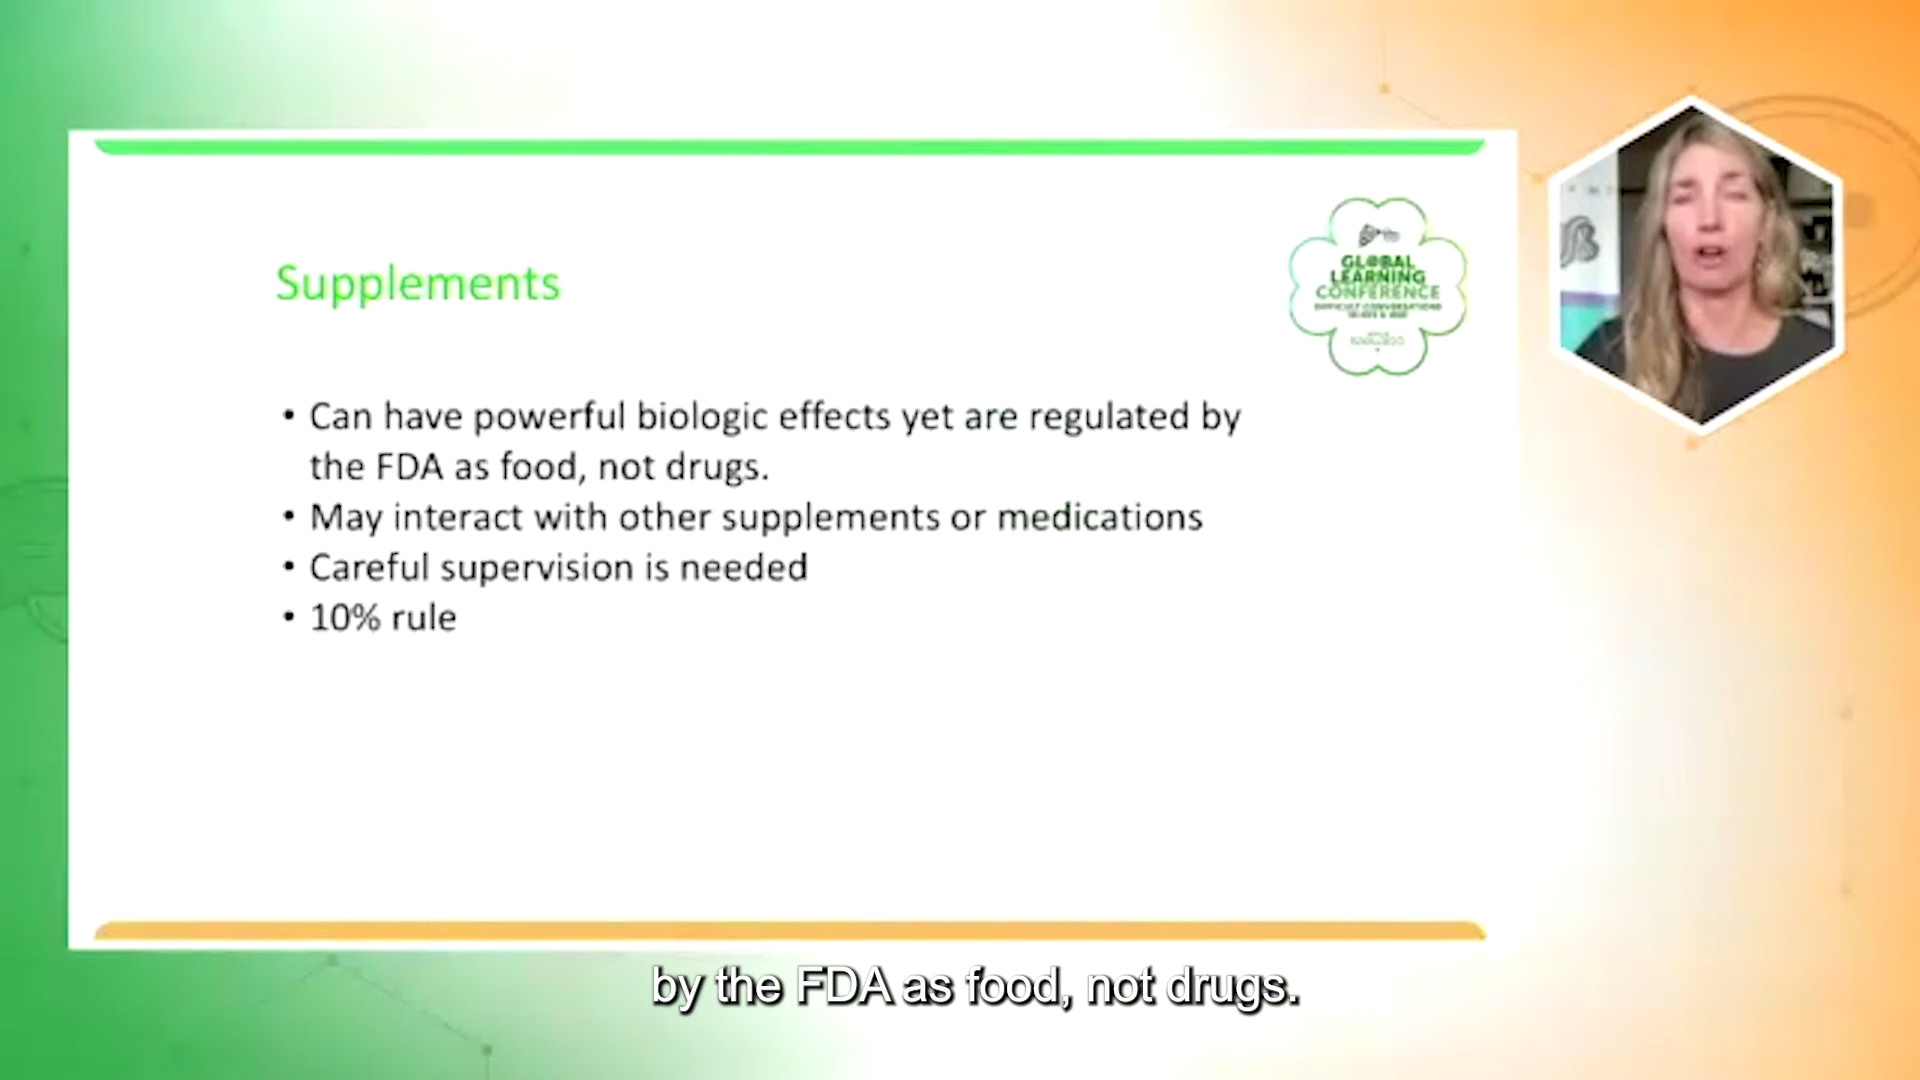 Supplements
GLOBAL
LEARNING
CONFERENCE
DIFFICULT CONVERSATIONS
• Can have powerful biologic effects yet are regulated by
the FDA as food, not drugs.
• May interact with other supplements or medications
• Careful supervision is needed
• 10% rule
by the FDA as food, not drugs.